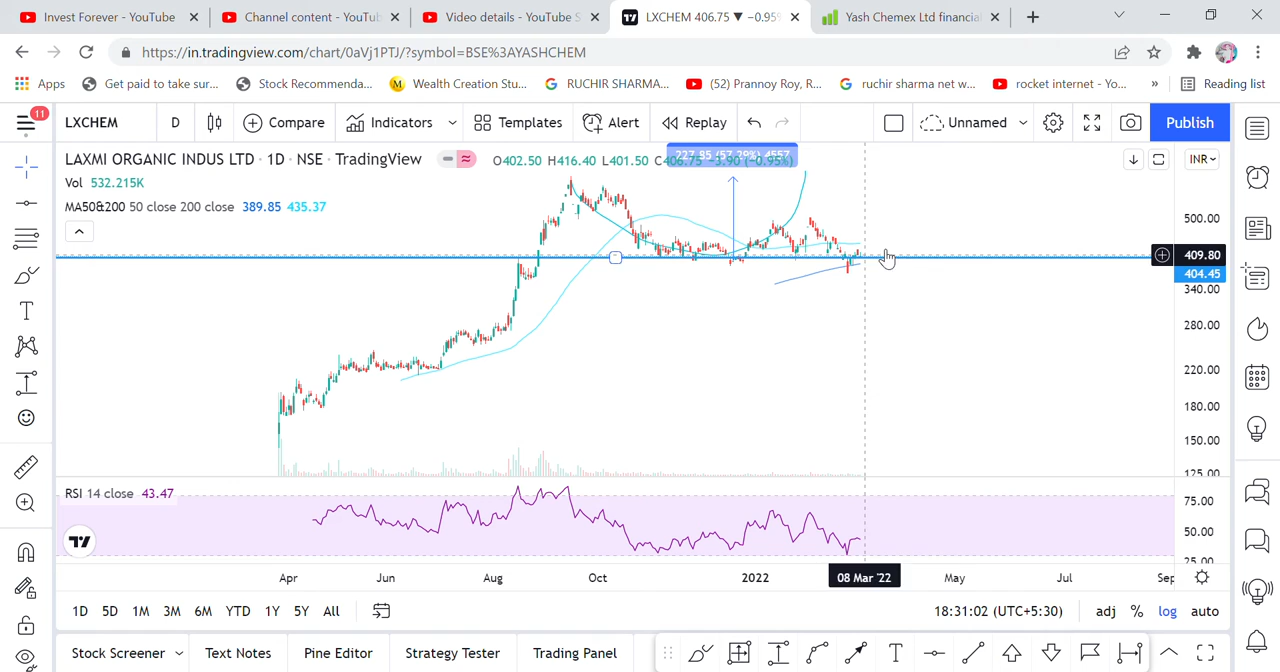 Invest Forever - YouTube
Channel content - YouTub
Video details - YouTube S
LXCHEM 406.75 ▼ −0.95%
Yash Chemex Ltd financial
https://in.tradingview.com/chart/0aVj1PTJ/?symbol=BSE%3AYASHCHEM
Apps
Get paid to take sur...
Stock Recommenda...
Wealth Creation Stu...
RUCHIR SHARMA...
(52) Prannoy Roy, R...
ruchir sharma net w...
rocket internet - Yo...
»
Reading list
11
LXCHEM
D
Compare
Indicators
Templates
Alert
Replay
Unnamed
Publish
LAXMI ORGANIC INDUS LTD · 1D · NSE · TradingView
O402.50 H416.40 L401.50 C406.75 −3.90 (−0.95%)
227.85 (57.29%) 4557
INR
Vol 532.215K
MA50&200 50 close 200 close 389.85 435.37
500.00
409.80
404.45
340.00
280.00
220.00
180.00
150.00
125.00
RSI 14 close 43.47
75.00
50.00
25.00
Apr
Jun
Aug
Oct
2022
08 Mar '22
May
Jul
Sep
1D
5D
1M
3M
6M
YTD
1Y
5Y
All
18:31:02 (UTC+5:30)
adj
%
log
auto
Stock Screener
Text Notes
Pine Editor
Strategy Tester
Trading Panel